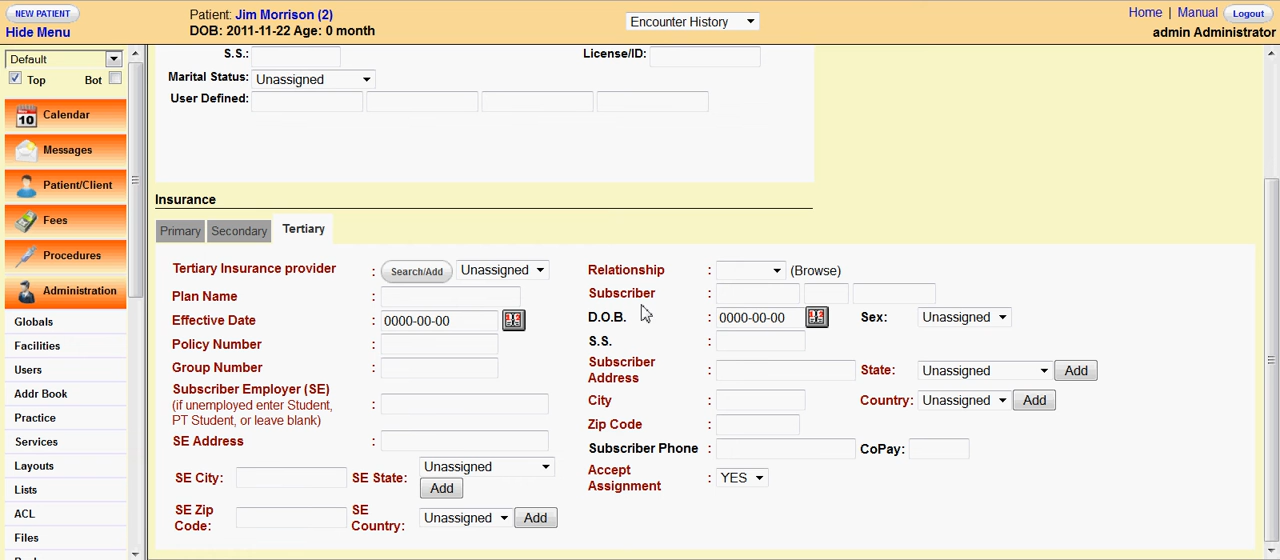 NEW PATIENT
Hide Menu
Patient: Jim Morrison (2)
DOB: 2011-11-22 Age: 0 month
Encounter History
Home | Manual Logout
admin Administrator
Default
Top Bot
Calendar
Messages
Patient/Client
Fees
Procedures
Administration
Globals
Facilities
Users
Addr Book
Practice
Services
Layouts
Lists
ACL
Files
S.S.: License/ID:
Marital Status: Unassigned
User Defined:
Insurance
Primary Secondary Tertiary
Tertiary Insurance provider : Search/Add Unassigned
Plan Name :
Effective Date : 0000-00-00
Policy Number :
Group Number :
Subscriber Employer (SE)
(if unemployed enter Student, :
PT Student, or leave blank)
SE Address :
SE City: SE State: Unassigned
Add
SE Zip Code: SE Country: Unassigned Add
Relationship : (Browse)
Subscriber :
D.O.B. : 0000-00-00 Sex: Unassigned
S.S. :
Subscriber Address : State: Unassigned Add
City : Country: Unassigned Add
Zip Code :
Subscriber Phone : CoPay:
Accept Assignment : YES